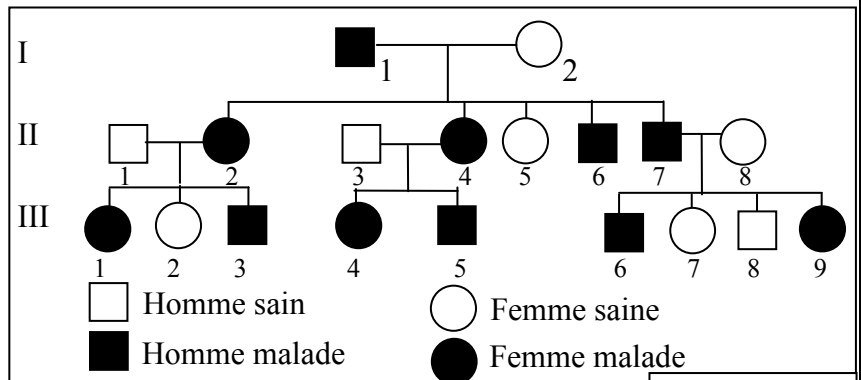 I
1 2
II
1 2 3 4 5 6 7 8
III
1 2 3 4 5 6 7 8 9
Homme sain Femme saine
Homme malade Femme malade